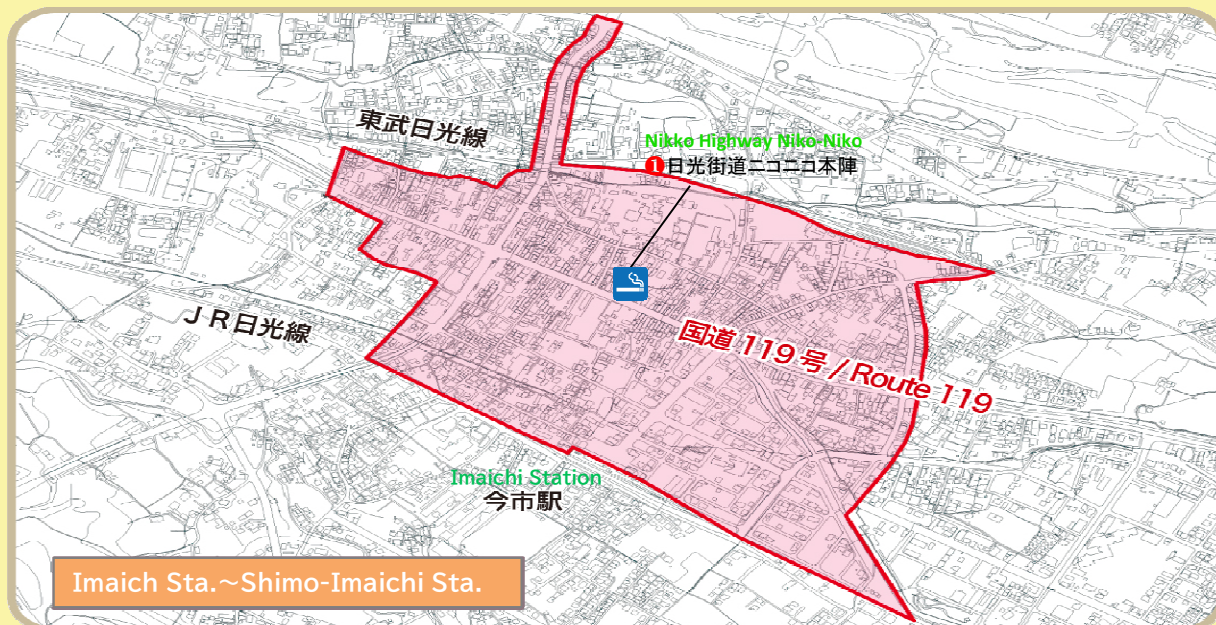 東武日光線
Nikko Highway Niko-Niko
1日光街道ニコニコ本陣
JR日光線
国道 119 号 / Route 119
Imaichi Station
今市駅
Imaich Sta.~Shimo-Imaichi Sta.